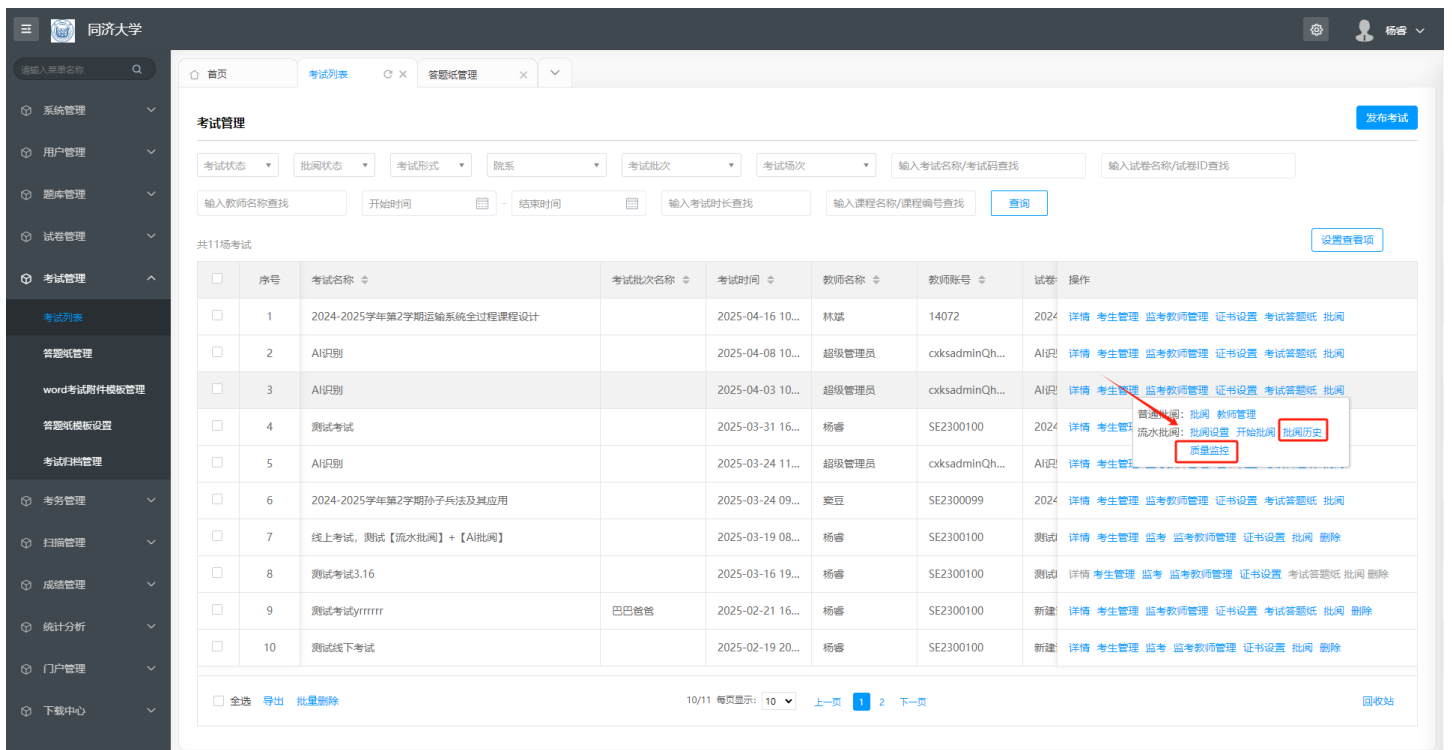 同济大学
杨睿
请输入菜单名称
首页
考试列表
答题纸管理
系统管理
用户管理
题库管理
试卷管理
考试管理
考试列表
答题纸管理
word考试附件模板管理
答题纸模板设置
考试归档管理
考务管理
扫描管理
成绩管理
统计分析
门户管理
下载中心
考试管理
发布考试
考试状态 批阅状态 考试形式 院系 考试批次 考试场次 输入考试名称/考试码查找 输入试卷名称/试卷ID查找
输入教师名称查找 开始时间 - 结束时间 输入考试时长查找 输入课程名称/课程编号查找 查询
共11场考试
设置查看项
序号 考试名称 考试批次名称 考试时间 教师名称 教师账号 试卷 操作
1 2024-2025学年第2学期运输系统全过程课程设计 2025-04-16 10... 林斌 14072 2024 详情 考生管理 监考教师管理 证书设置 考试答题纸 批阅
2 AI识别 2025-04-08 10... 超级管理员 cxksadminQh... AI识 详情 考生管理 监考教师管理 证书设置 考试答题纸 批阅
3 AI识别 2025-04-03 10... 超级管理员 cxksadminQh... AI识 详情 考生管理 监考教师管理 证书设置 考试答题纸 批阅
普通批阅： 批阅 教师管理
流水批阅： 批阅设置 开始批阅 批阅历史
质量监控
4 测试考试 2025-03-31 16... 杨睿 SE2300100 2024 详情 考生管
5 AI识别 2025-03-24 11... 超级管理员 cxksadminQh... AI识 详情 考生
6 2024-2025学年第2学期孙子兵法及其应用 2025-03-24 09... 窦豆 SE2300099 2024 详情 考生管理 监考教师管理 证书设置 考试答题纸 批阅
7 线上考试，测试【流水批阅】+【Ai批阅】 2025-03-19 08... 杨睿 SE2300100 测试 详情 考生管理 监考 监考教师管理 证书设置 批阅 删除
8 测试考试3.16 2025-03-16 19... 杨睿 SE2300100 测试 详情 考生管理 监考 监考教师管理 证书设置 考试答题纸 批阅 删除
9 测试考试yrrrrrr 巴巴爸爸 2025-02-21 16... 杨睿 SE2300100 新建 详情 考生管理 监考教师管理 证书设置 考试答题纸 批阅 删除
10 测试线下考试 2025-02-19 20... 杨睿 SE2300100 新建 详情 考生管理 监考 监考教师管理 证书设置 批阅 删除
全选 导出 批量删除 10/11 每页显示： 10 上一页 1 2 下一页 回收站